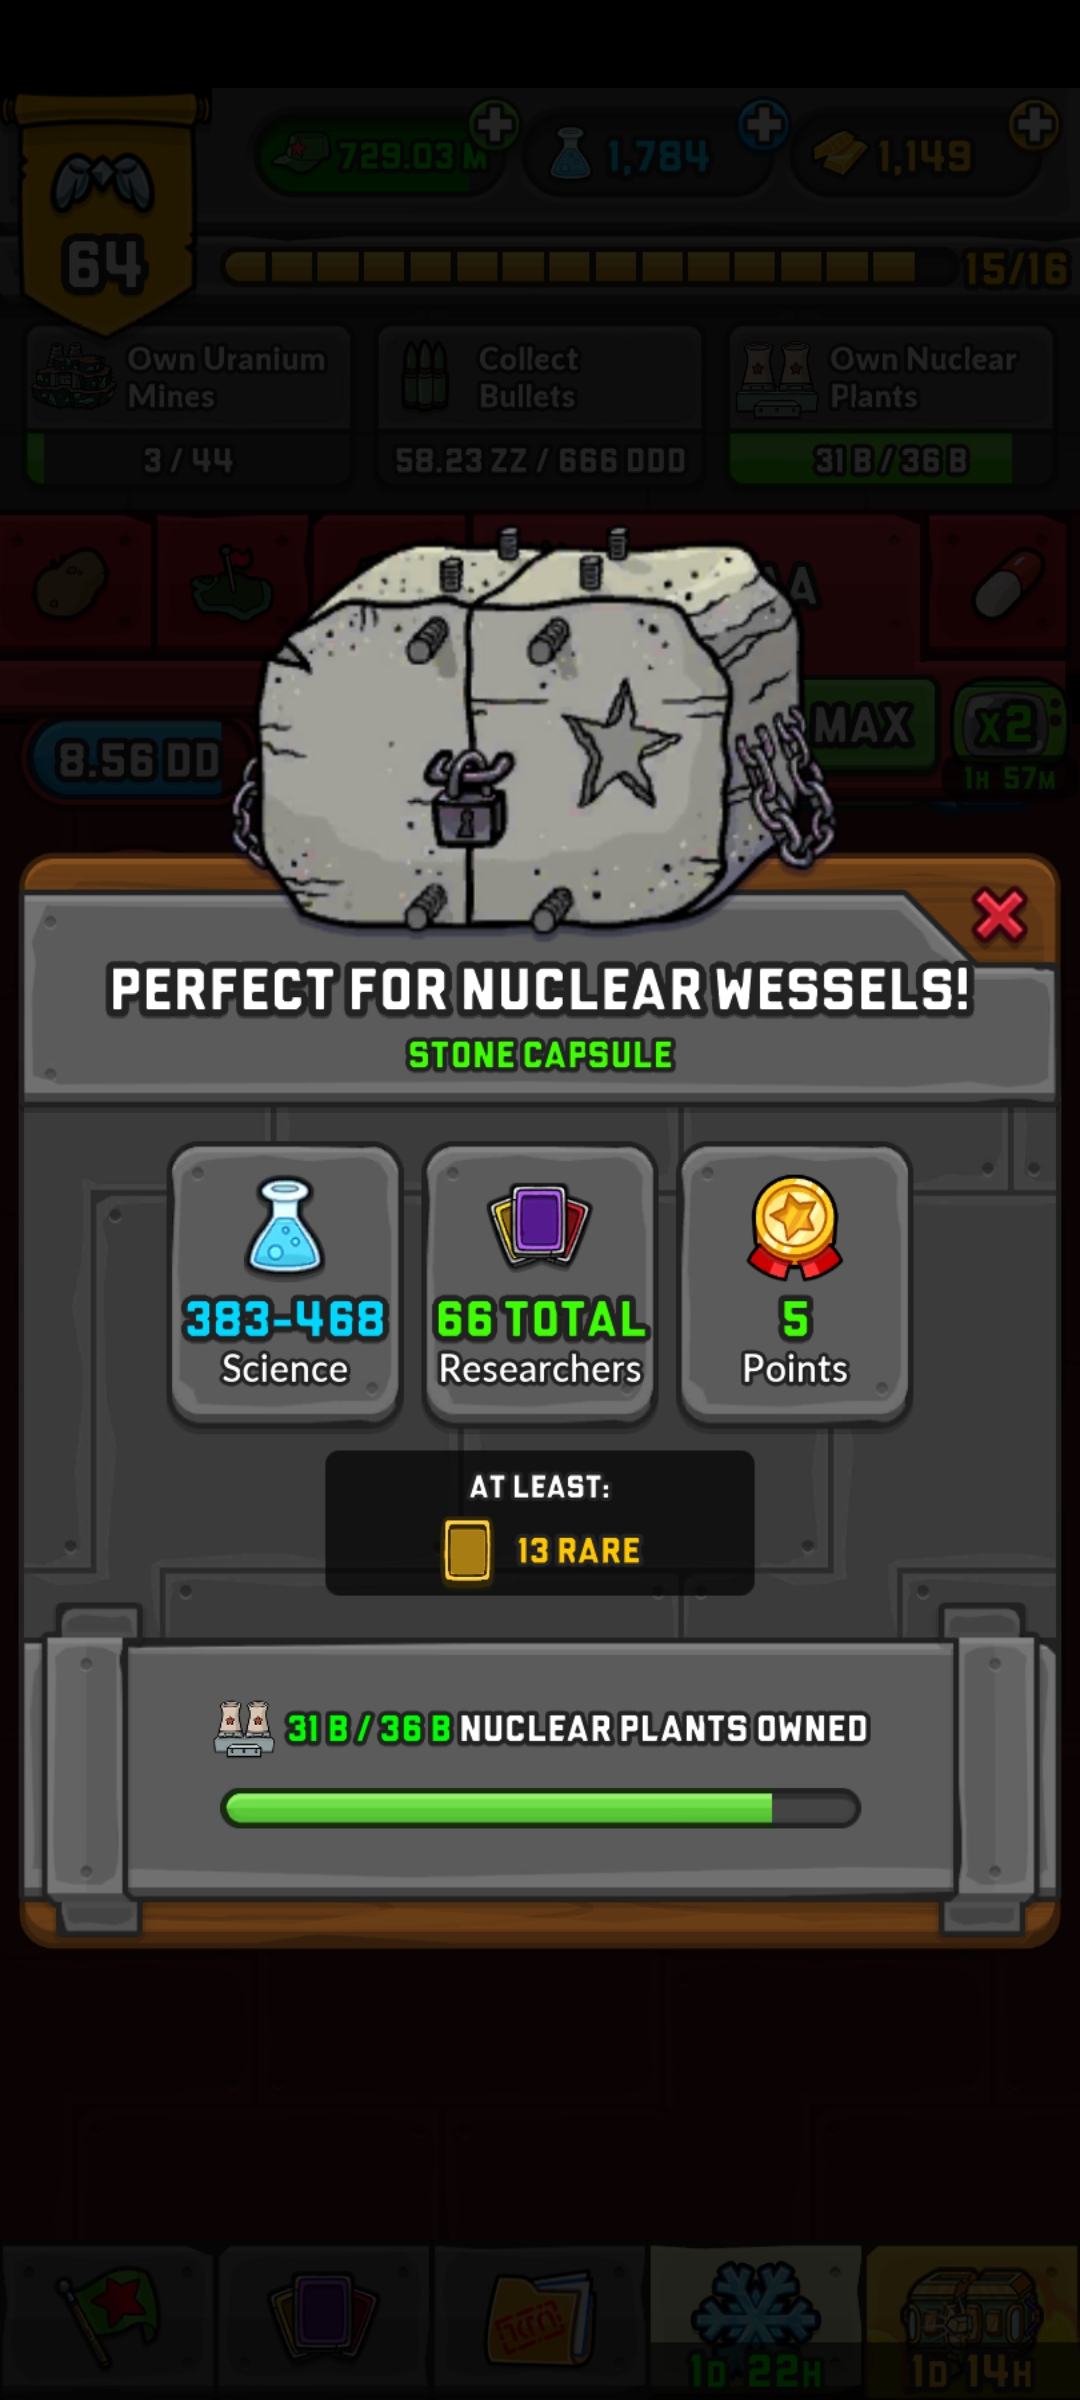 729.03 M
1,784
1,149
64
15/16
Own Uranium
Mines
3 / 44
Collect
Bullets
58.23 ZZ / 666 DDD
Own Nuclear
Plants
31 B / 36 B
8.56 DD
MAX
X2
1H 57M
PERFECT FOR NUCLEAR WESSELS!
STONE CAPSULE
383-468
Science
66 TOTAL
Researchers
5
Points
AT LEAST:
13 RARE
31 B / 36 B NUCLEAR PLANTS OWNED
1D 22H
1D 14H